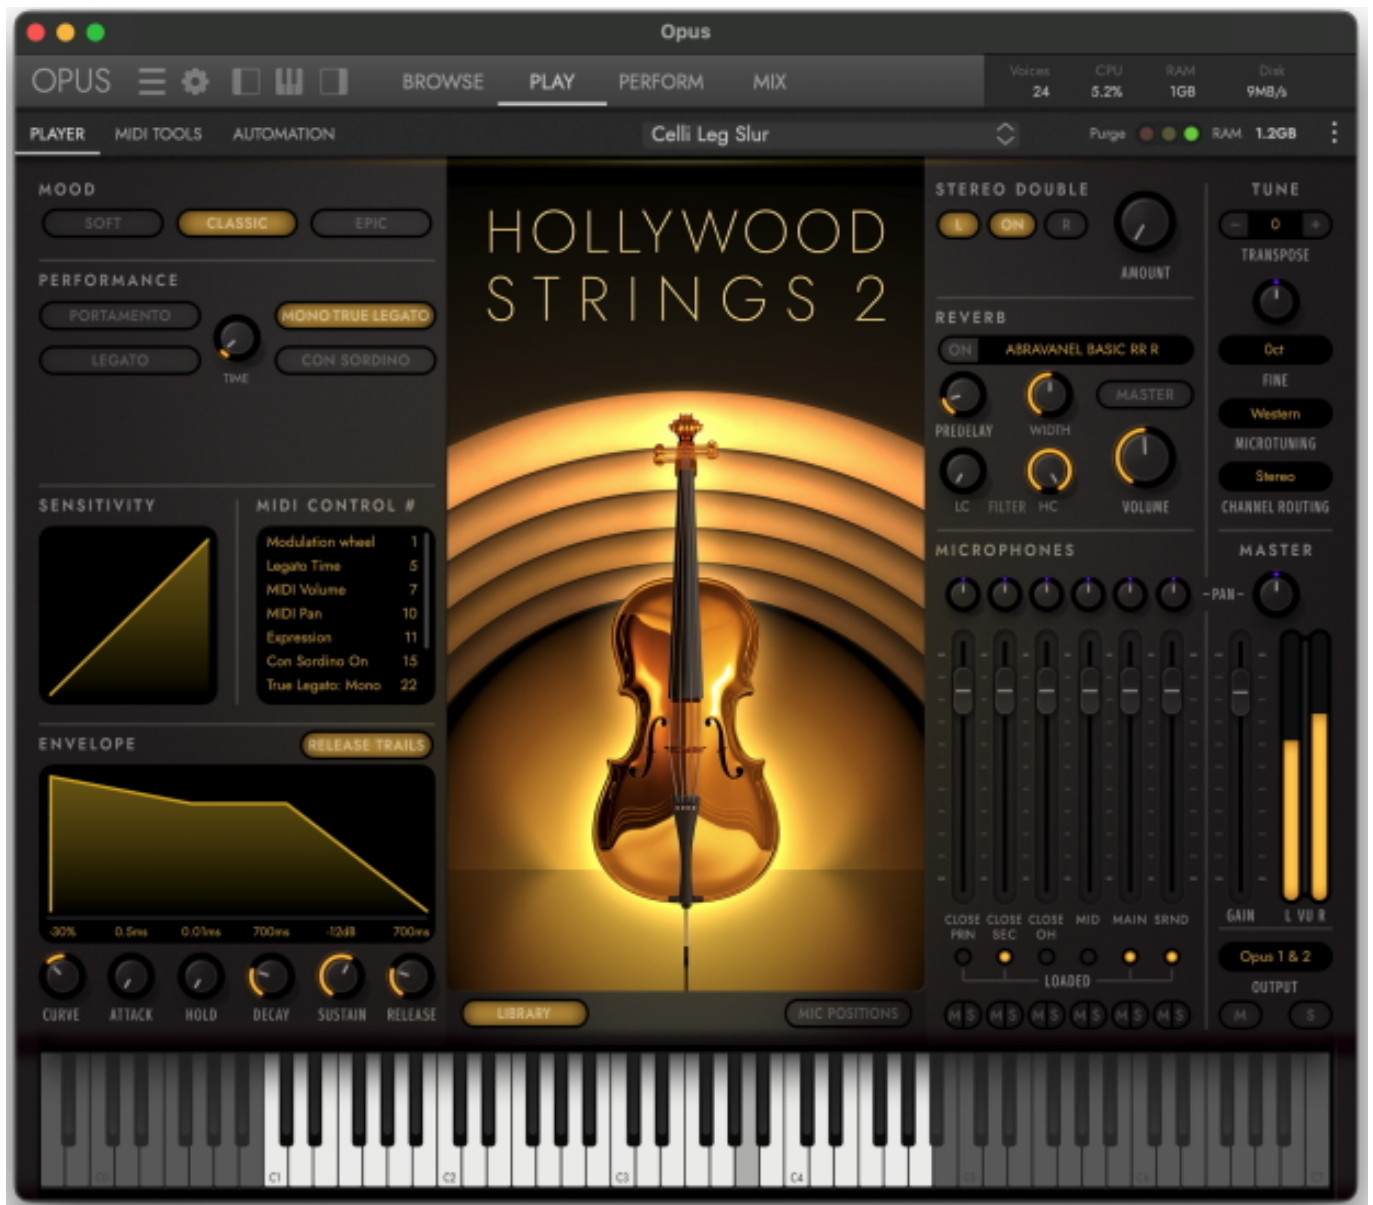 Opus
OPUS BROWSE PLAY PERFORM MIX
Voices CPU RAM Disk
24 5.2% 1GB 9MB/s
PLAYER MIDI TOOLS AUTOMATION Celli Leg Slur Purge RAM 1.2GB
MOOD
SOFT CLASSIC EPIC
PERFORMANCE
PORTAMENTO MONO TRUE LEGATO
LEGATO CON SORDINO
TIME
SENSITIVITY
MIDI CONTROL #
Modulation wheel 1
Legato Time 5
MIDI Volume 7
MIDI Pan 10
Expression 11
Con Sordino On 15
True Legato: Mono 22
ENVELOPE RELEASE TRAILS
-30% 0.5ms 0.01ms 700ms -12dB 700ms
CURVE ATTACK HOLD DECAY SUSTAIN RELEASE
HOLLYWOOD
STRINGS 2
LIBRARY MIC POSITIONS
STEREO DOUBLE
L ON R
AMOUNT
REVERB
ON ABRAVANEL BASIC RR R
MASTER
PREDELAY WIDTH
LC FILTER HC VOLUME
MICROPHONES
CLOSE PRN
CLOSE SEC
CLOSE OH
MID
MAIN
SRND
LOADED
M S M S M S M S M S M S
TUNE
- 0 +
TRANSPOSE
0ct
FINE
Western
MICROTUNING
Stereo
CHANNEL ROUTING
MASTER
-PAN-
GAIN L VU R
Opus 1 & 2
OUTPUT
M S
C0 C1 C2 C3 C4 C5 C6 C7